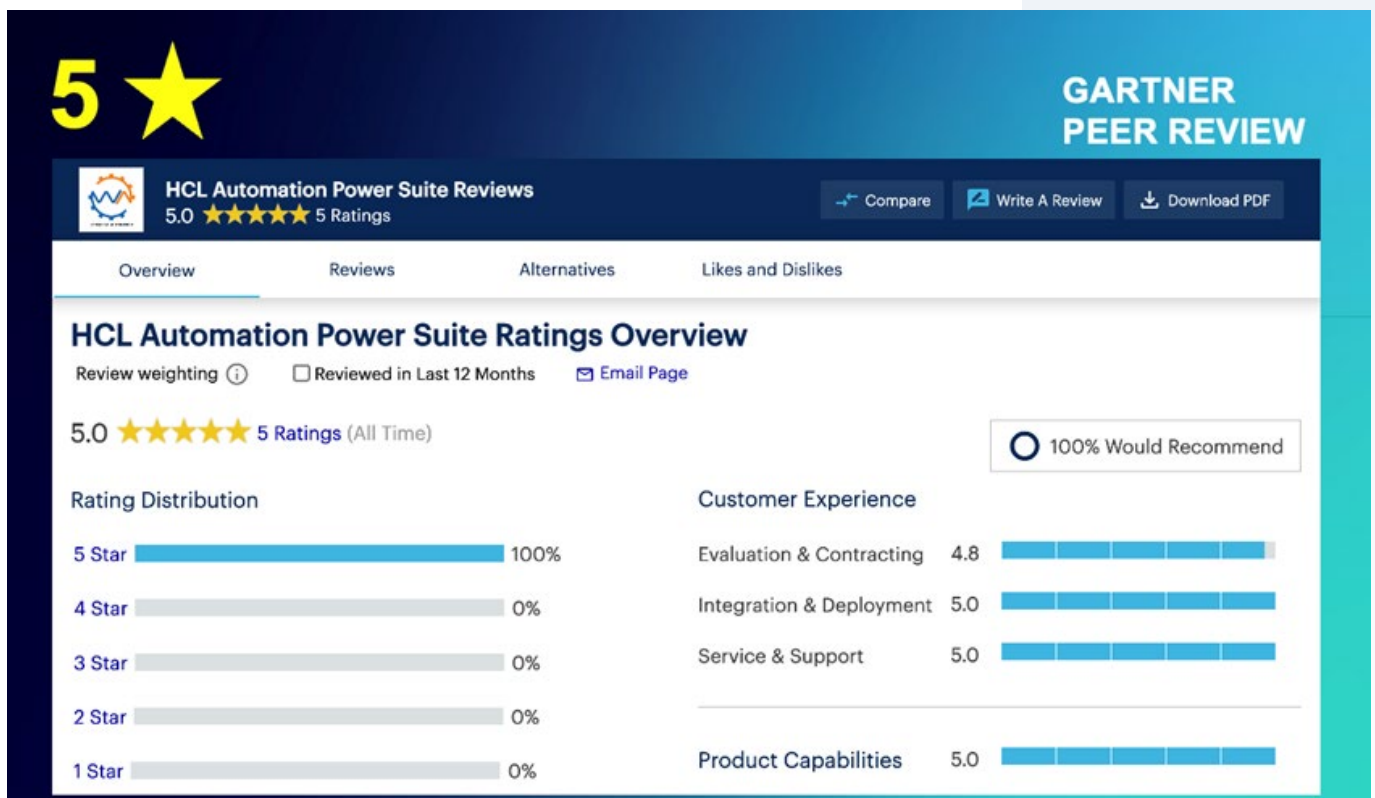 5
GARTNER
PEER REVIEW
HCL Automation Power Suite Reviews
5.0 5 Ratings
Compare
Write A Review
Download PDF
Overview
Reviews
Alternatives
Likes and Dislikes
HCL Automation Power Suite Ratings Overview
Review weighting
Reviewed in Last 12 Months
Email Page
5.0 5 Ratings (All Time)
100% Would Recommend
Rating Distribution
5 Star 100%
4 Star 0%
3 Star 0%
2 Star 0%
1 Star 0%
Customer Experience
Evaluation & Contracting 4.8
Integration & Deployment 5.0
Service & Support 5.0
Product Capabilities 5.0